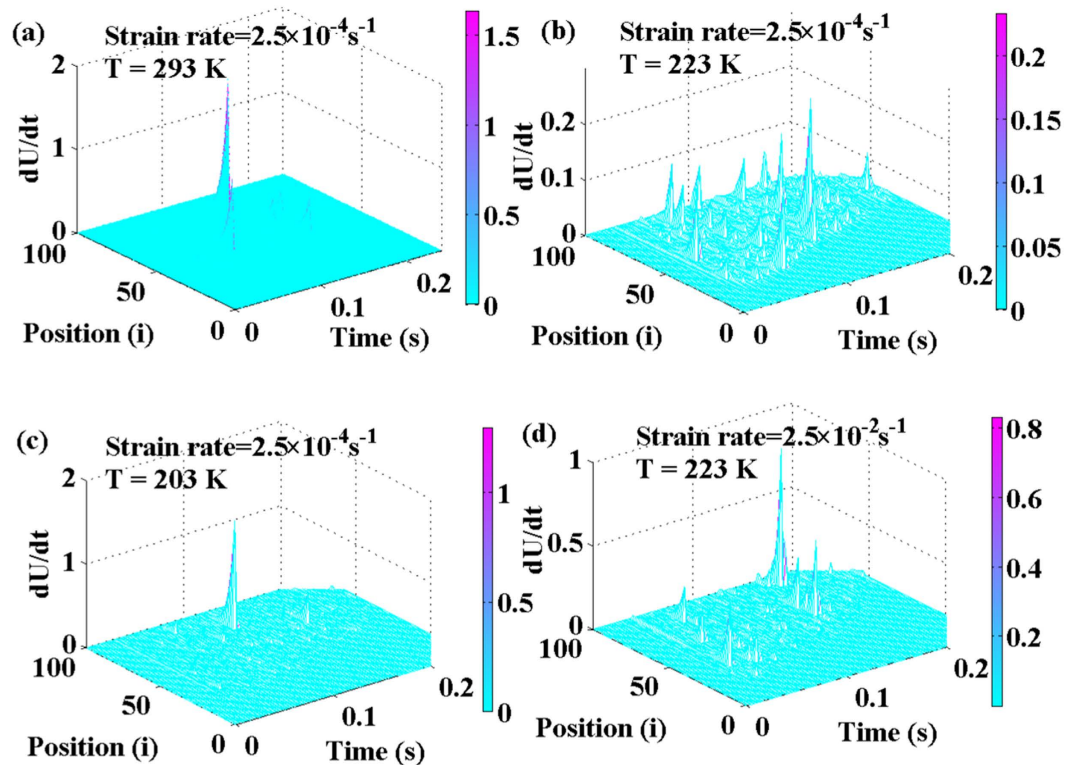 (a)
Strain rate=2.5×10⁻⁴s⁻¹
T = 293 K
dU/dt
2
1
0
100
50
0
Position (i)
0
0.1
0.2
Time (s)
1.5
1
0.5
0
(b)
Strain rate=2.5×10⁻⁴s⁻¹
T = 223 K
dU/dt
0.2
0.1
0
100
50
0
Position (i)
0
0.1
0.2
Time (s)
0.2
0.15
0.1
0.05
0
(c)
Strain rate=2.5×10⁻⁴s⁻¹
T = 203 K
dU/dt
2
1
0
100
50
0
Position (i)
0
0.1
0.2
Time (s)
1
0.5
0
(d)
Strain rate=2.5×10⁻²s⁻¹
T = 223 K
dU/dt
1
0.5
0
100
50
0
Position (i)
0
0.1
0.2
Time (s)
0.8
0.6
0.4
0.2